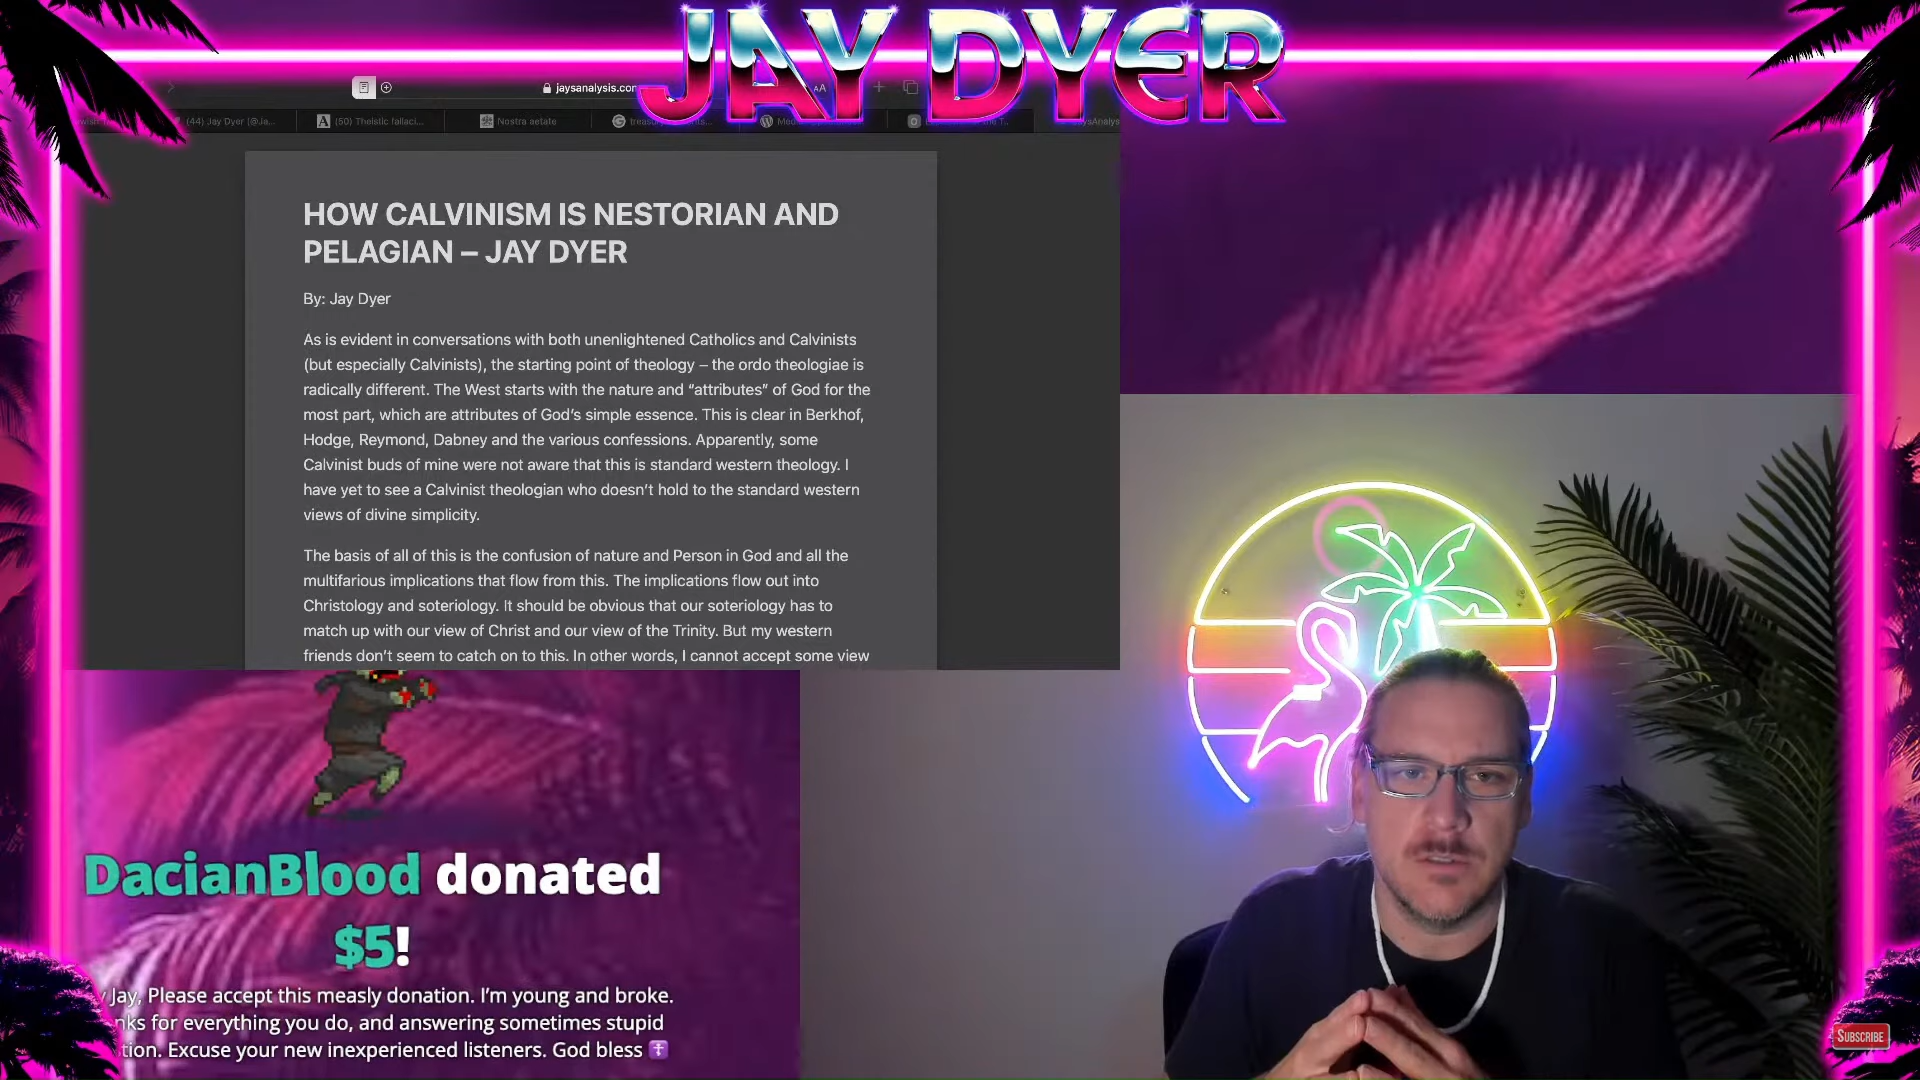 JAY DYER
jaysanalysis.com
AA
(44) Jay Dyer (@Ja...
(50) Theistic fallaci...
Nostra aetate
HOW CALVINISM IS NESTORIAN AND
PELAGIAN – JAY DYER
By: Jay Dyer
As is evident in conversations with both unenlightened Catholics and Calvinists
(but especially Calvinists), the starting point of theology – the ordo theologiae is
radically different. The West starts with the nature and “attributes” of God for the
most part, which are attributes of God’s simple essence. This is clear in Berkhof,
Hodge, Reymond, Dabney and the various confessions. Apparently, some
Calvinist buds of mine were not aware that this is standard western theology. I
have yet to see a Calvinist theologian who doesn’t hold to the standard western
views of divine simplicity.
The basis of all of this is the confusion of nature and Person in God and all the
multifarious implications that flow from this. The implications flow out into
Christology and soteriology. It should be obvious that our soteriology has to
match up with our view of Christ and our view of the Trinity. But my western
friends don’t seem to catch on to this. In other words, I cannot accept some view
DacianBlood donated
$5!
Jay, Please accept this measly donation. I’m young and broke.
for everything you do, and answering sometimes stupid
Excuse your new inexperienced listeners. God bless
SUBSCRIBE